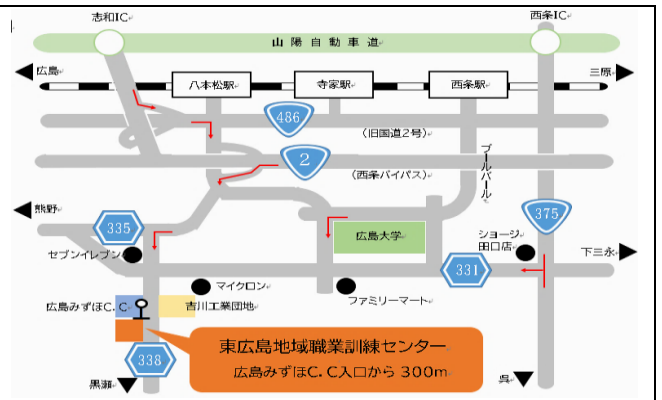 志和IC
西条IC
山陽自動車道
広島
八本松駅
寺家駅
西条駅
三原
486
(旧国道2号)
2
(西条バイパス)
ブールバール
熊野
335
広島大学
ショージ
田口店
375
セブンイレブン
331
下三永
マイクロン
ファミリーマート
広島みずほC.C
吉川工業団地
東広島地域職業訓練センター
広島みずほC.C入口から 300m
338
黒瀬
呉